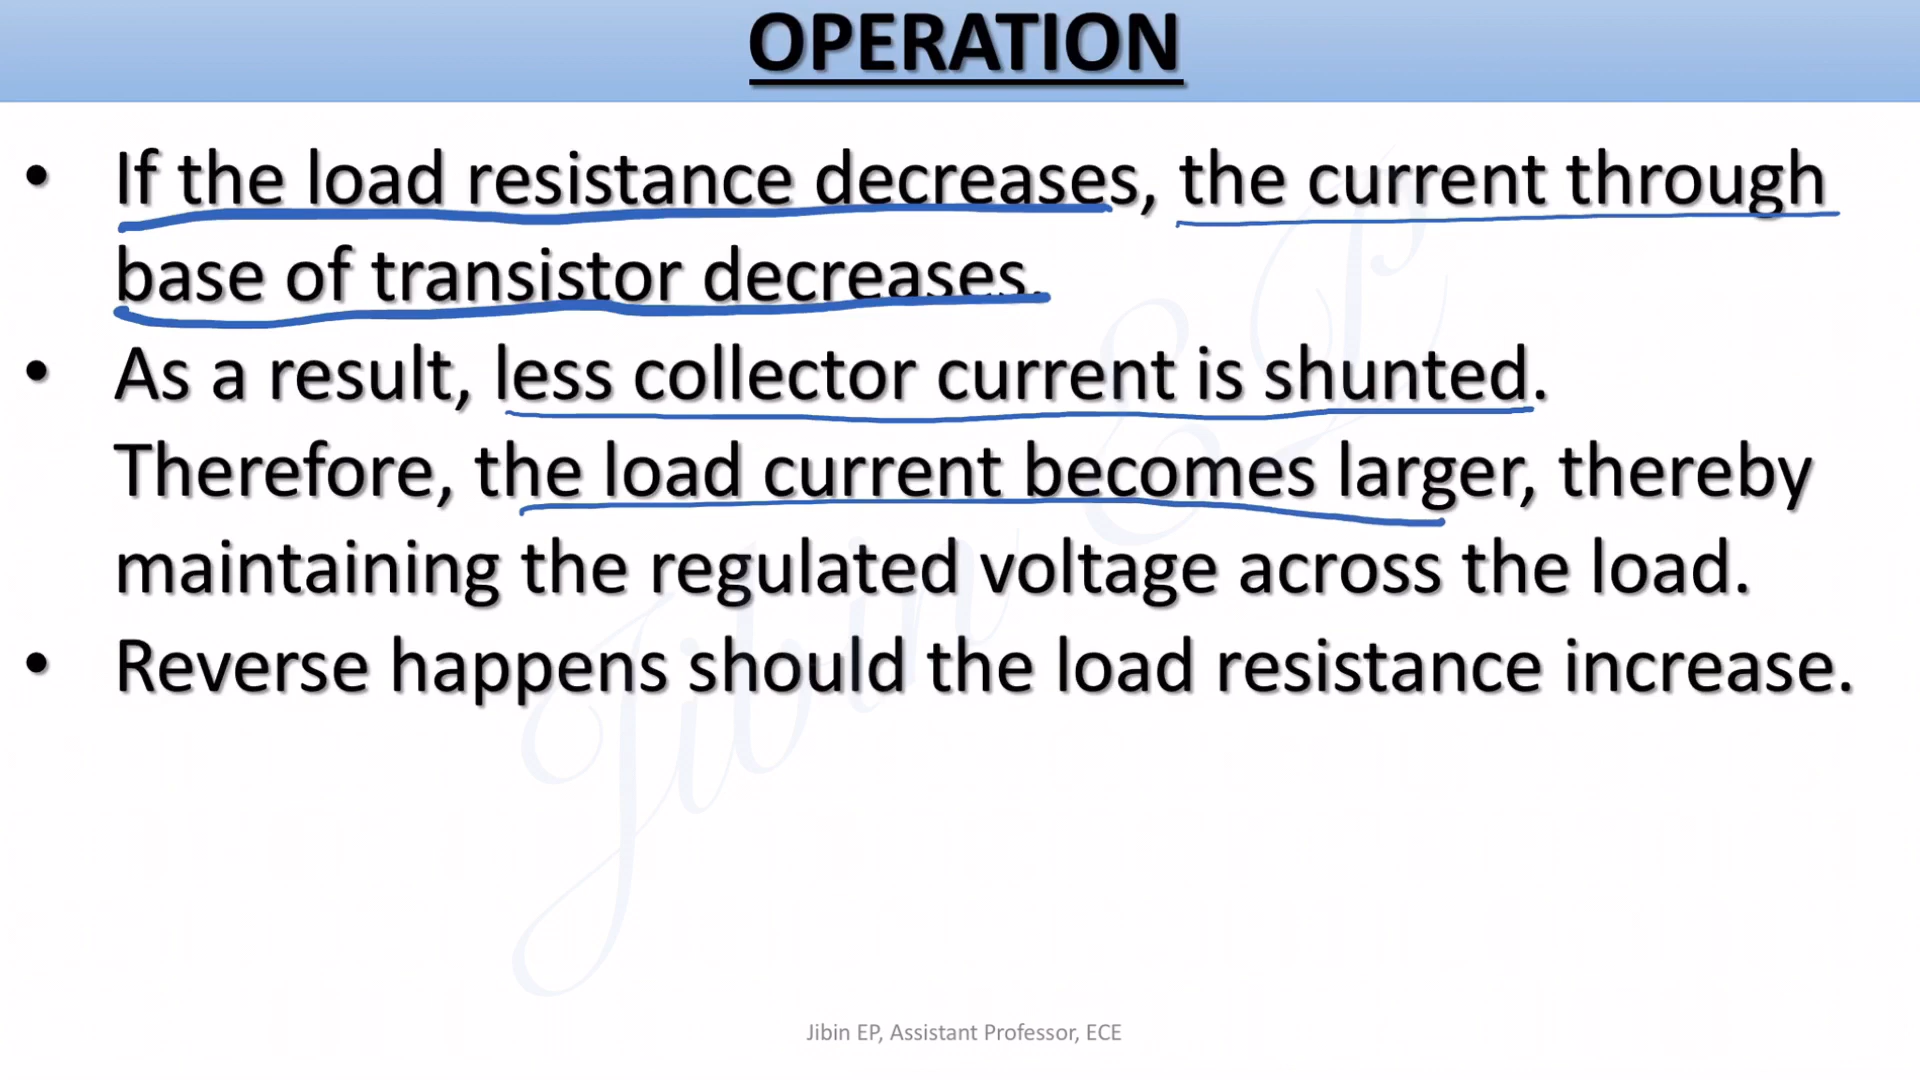 OPERATION
• If the load resistance decreases, the current through
base of transistor decreases.
• As a result, less collector current is shunted.
Therefore, the load current becomes larger, thereby
maintaining the regulated voltage across the load.
• Reverse happens should the load resistance increase.
Jibin EP
Jibin EP, Assistant Professor, ECE